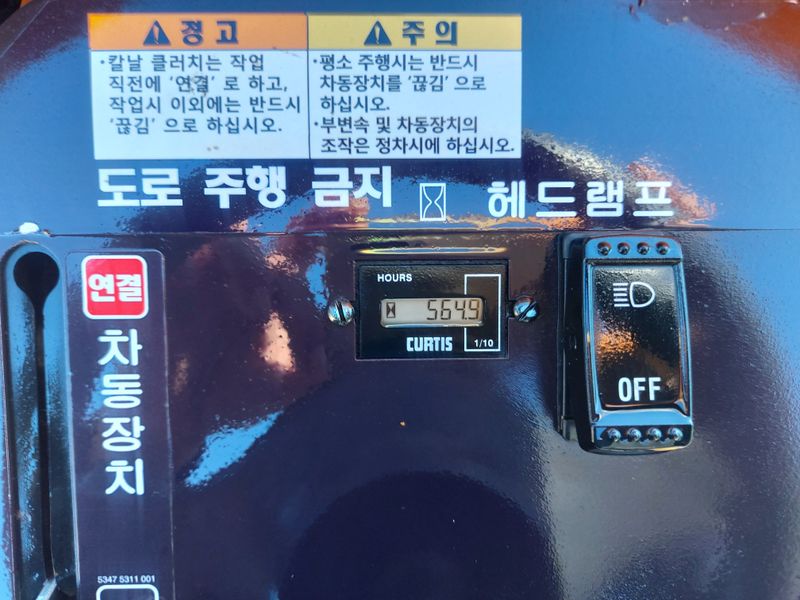 경고
·칼날 클러치는 작업
직전에 '연결' 로 하고,
작업시 이외에는 반드시
'끊김' 으로 하십시오.
주의
·평소 주행시는 반드시
차동장치를 '끊김' 으로
하십시오.
·부변속 및 차동장치의
조작은 정차시에 하십시오.
도로 주행 금지
헤드램프
연결
차동장치
5347 5311 001
HOURS
564.9
CURTIS
1/10
OFF